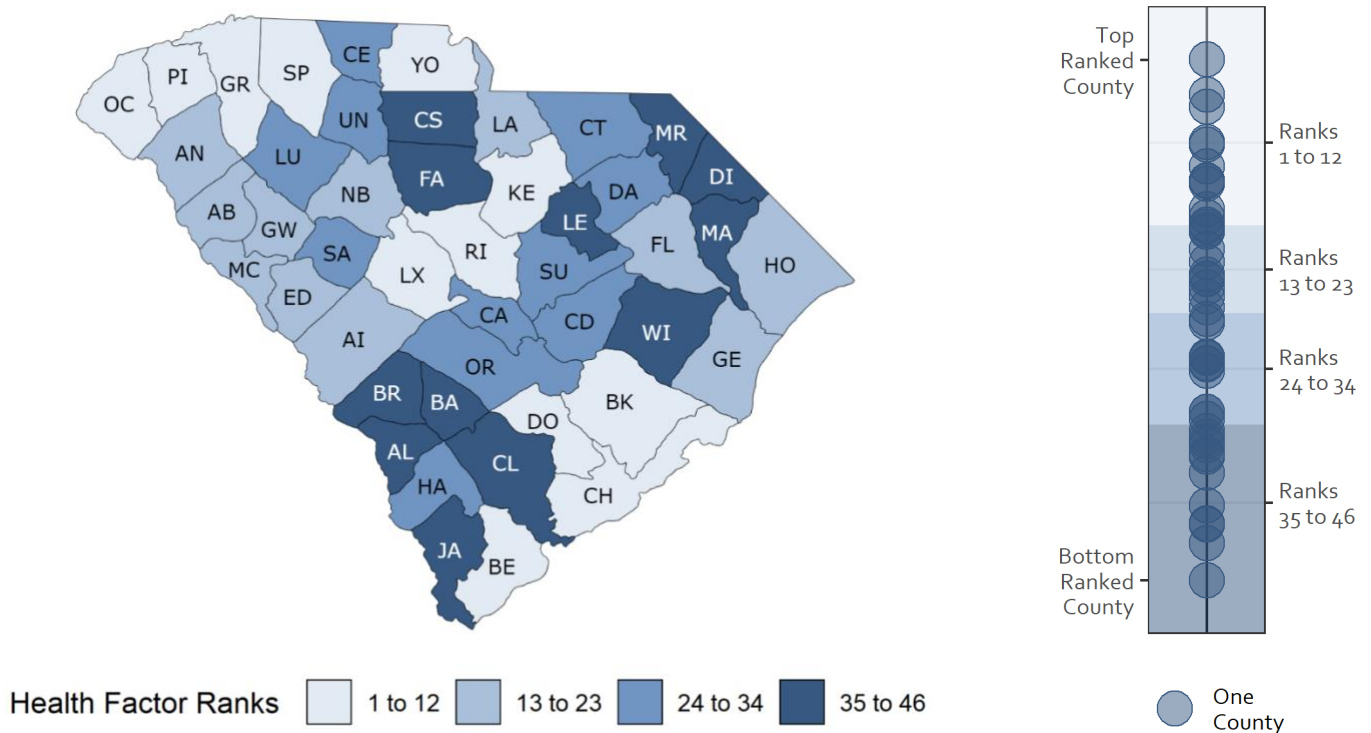 CE
YO
SP
PI
GR
OC
UN
CS
LA
CT
MR
AN
LU
FA
DI
NB
KE
DA
AB
GW
LE
MA
RI
FL
SA
MC
LX
SU
HO
ED
CA
CD
WI
AI
OR
GE
BR
BA
BK
DO
AL
CL
HA
CH
JA
BE
Health Factor Ranks
1 to 12
13 to 23
24 to 34
35 to 46
Top
Ranked
County
Ranks
1 to 12
Ranks
13 to 23
Ranks
24 to 34
Ranks
35 to 46
Bottom
Ranked
County
One
County